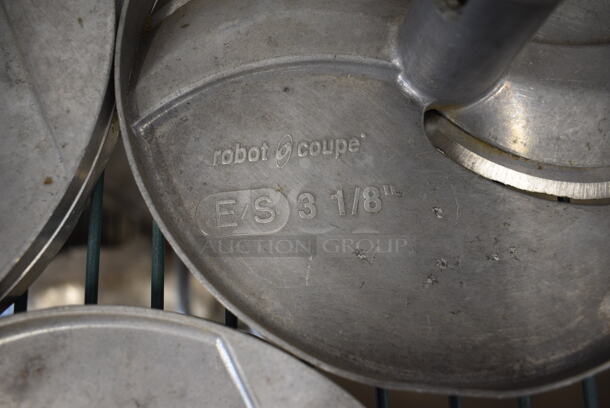 robot coupe
E/S 3 1/8"
AUCTION GROUP